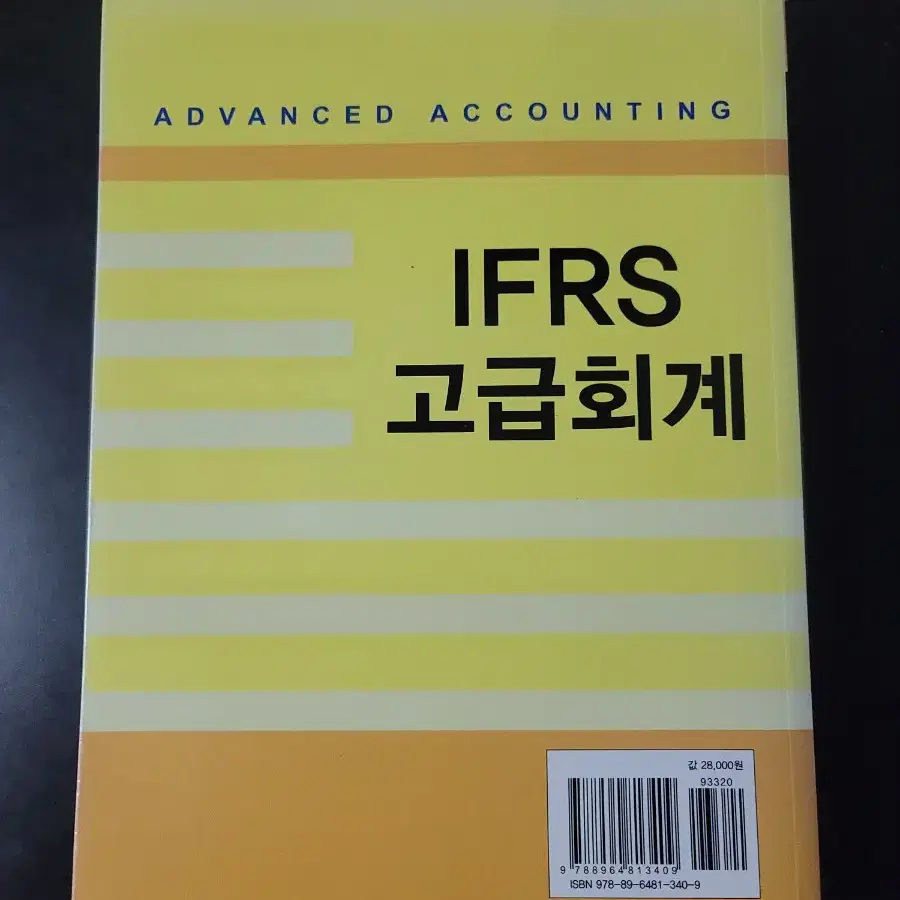 ADVANCED ACCOUNTING
IFRS
고급회계
값 28,000원
93320
9 788964 813409
ISBN 978-89-6481-340-9